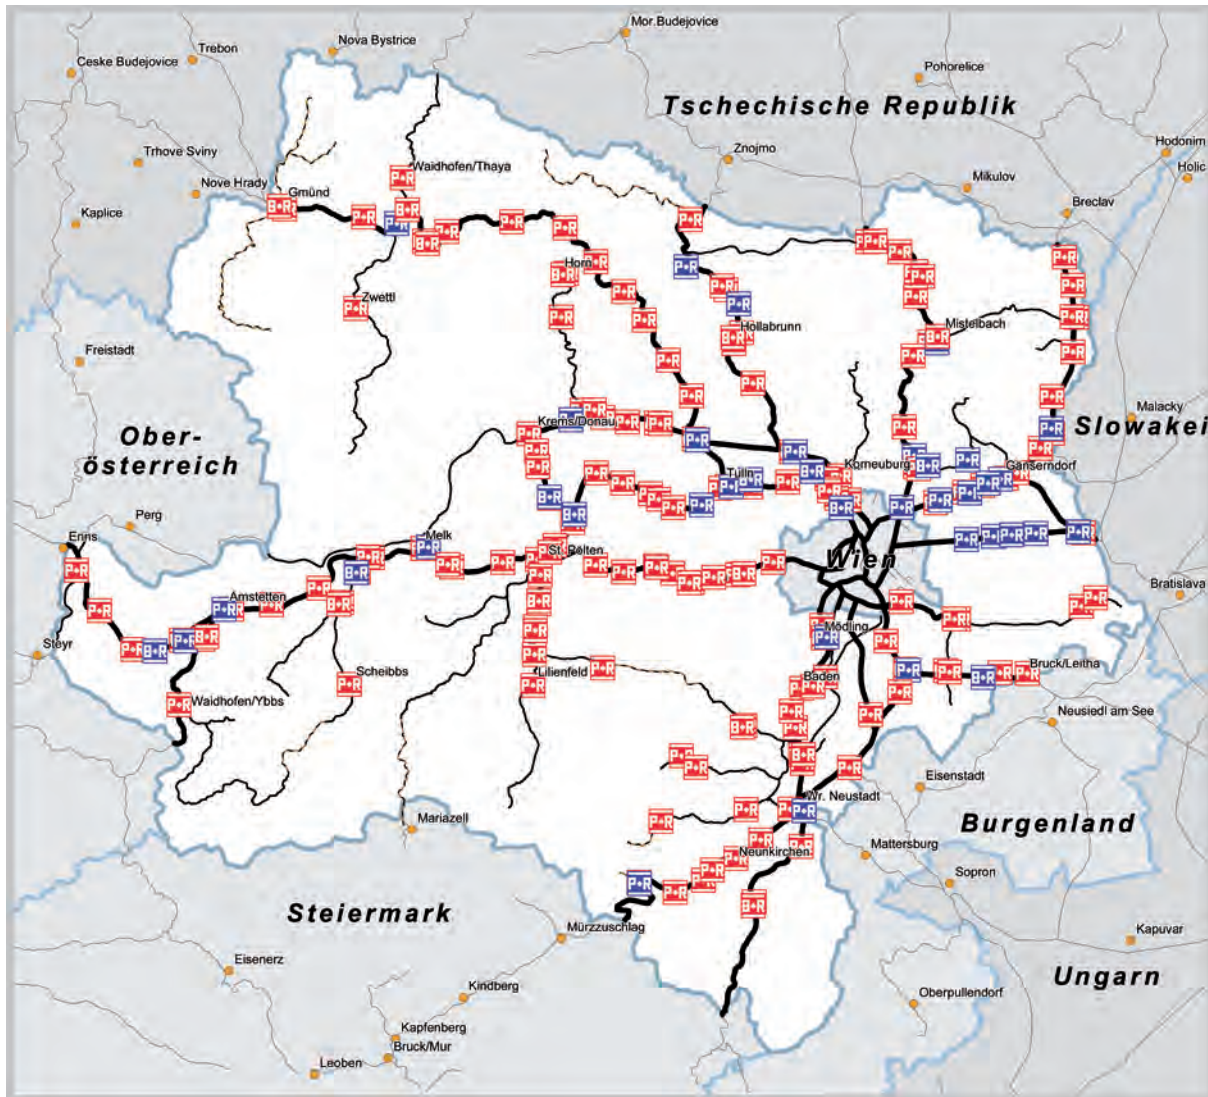 Mor.Budejovice
Nova Bystrice
Trebon
Ceske Budejovice
Pohorelice
Tschechische Republik
Hodonim
Trhove Sviny
Znojmo
Holic
Waidhofen/Thaya
Nove Hrady
Gmünd
Mikulov
Kaplice
Breclav
Horn
Zwettl
Höllabrunn
Mistelbach
Freistadt
Malacky
Krems/Donau
Slowakei
Ober-
österreich
Korneuburg
Gänserndorf
Tulln
Perg
Enns
Melk
St. Pölten
Wien
Bratislava
Amstetten
Mödling
Steyr
Scheibbs
Lilienfeld
Baden
Bruck/Leitha
Waidhofen/Ybbs
Neusiedl am See
Eisenstadt
Wr. Neustadt
Mariazell
Burgenland
Mattersburg
Neunkirchen
Sopron
Steiermark
Mürzzuschlag
Kapuvar
Eisenerz
Ungarn
Kindberg
Oberpullendorf
Kapfenberg
Bruck/Mur
Leoben